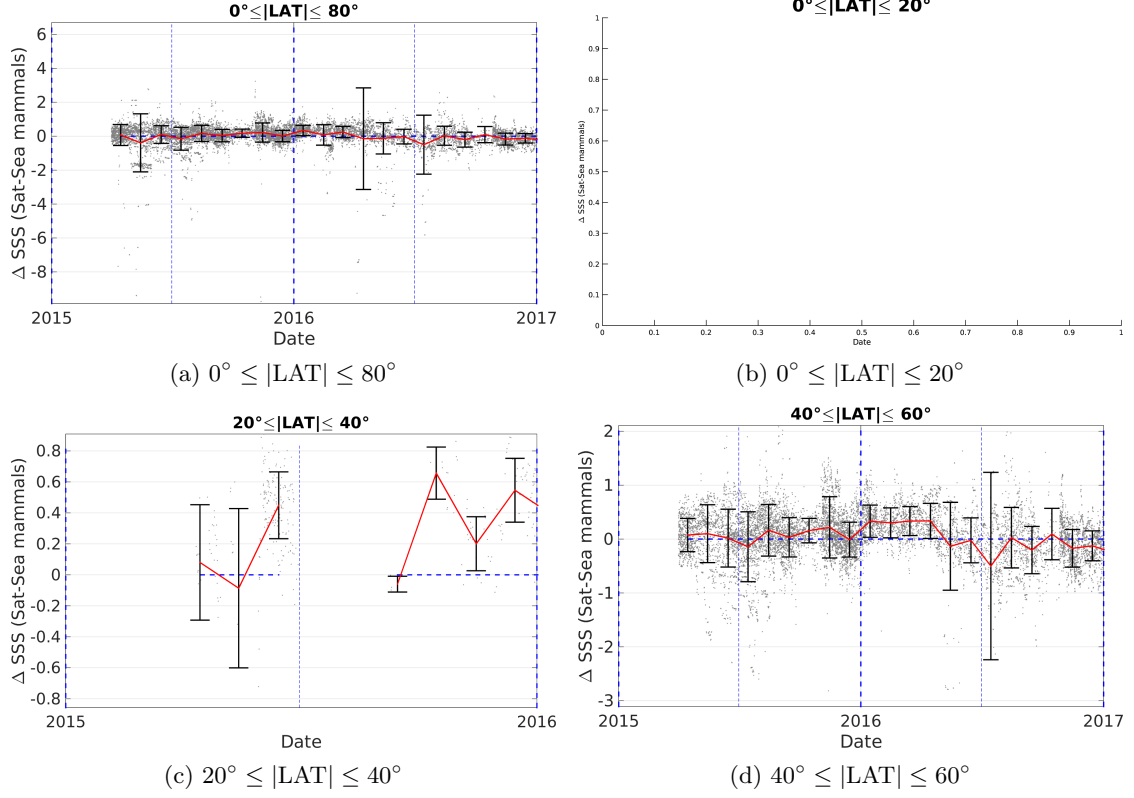 0°≤|LAT|≤ 80°
6
4
2
0
-2
-4
-6
-8
Δ SSS (Sat-Sea mammals)
2015 2016 2017
Date
(a) 0° ≤ |LAT| ≤ 80°
0°≤|LAT|≤ 20°
1
0.9
0.8
0.7
0.6
0.5
0.4
0.3
0.2
0.1
0
Δ SSS (Sat-Sea mammals)
0 0.1 0.2 0.3 0.4 0.5 0.6 0.7 0.8 0.9 1
Date
(b) 0° ≤ |LAT| ≤ 20°
20°≤|LAT|≤ 40°
0.8
0.6
0.4
0.2
0
-0.2
-0.4
-0.6
-0.8
Δ SSS (Sat-Sea mammals)
2015 2016
Date
(c) 20° ≤ |LAT| ≤ 40°
40°≤|LAT|≤ 60°
2
1
0
-1
-2
-3
Δ SSS (Sat-Sea mammals)
2015 2016 2017
Date
(d) 40° ≤ |LAT| ≤ 60°